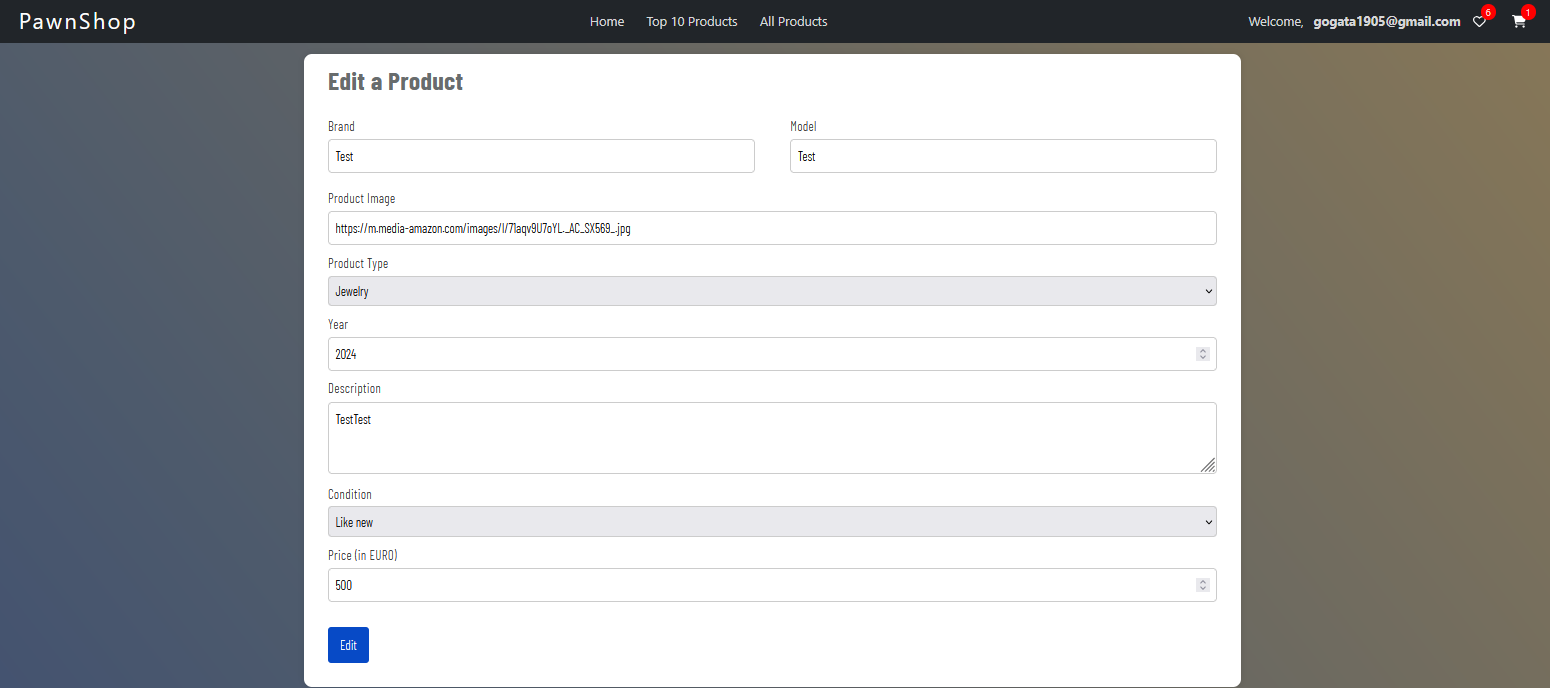 PawnShop Home Top 10 Products All Products Welcome, gogata1905@gmail.com 6 1
Edit a Product
Brand Model
Test Test
Product Image
https://m.media-amazon.com/images/I/71aqv9U7oYL._AC_SX569_.jpg
Product Type
Jewelry
Year
2024
Description
TestTest
Condition
Like new
Price (in EURO)
500
Edit